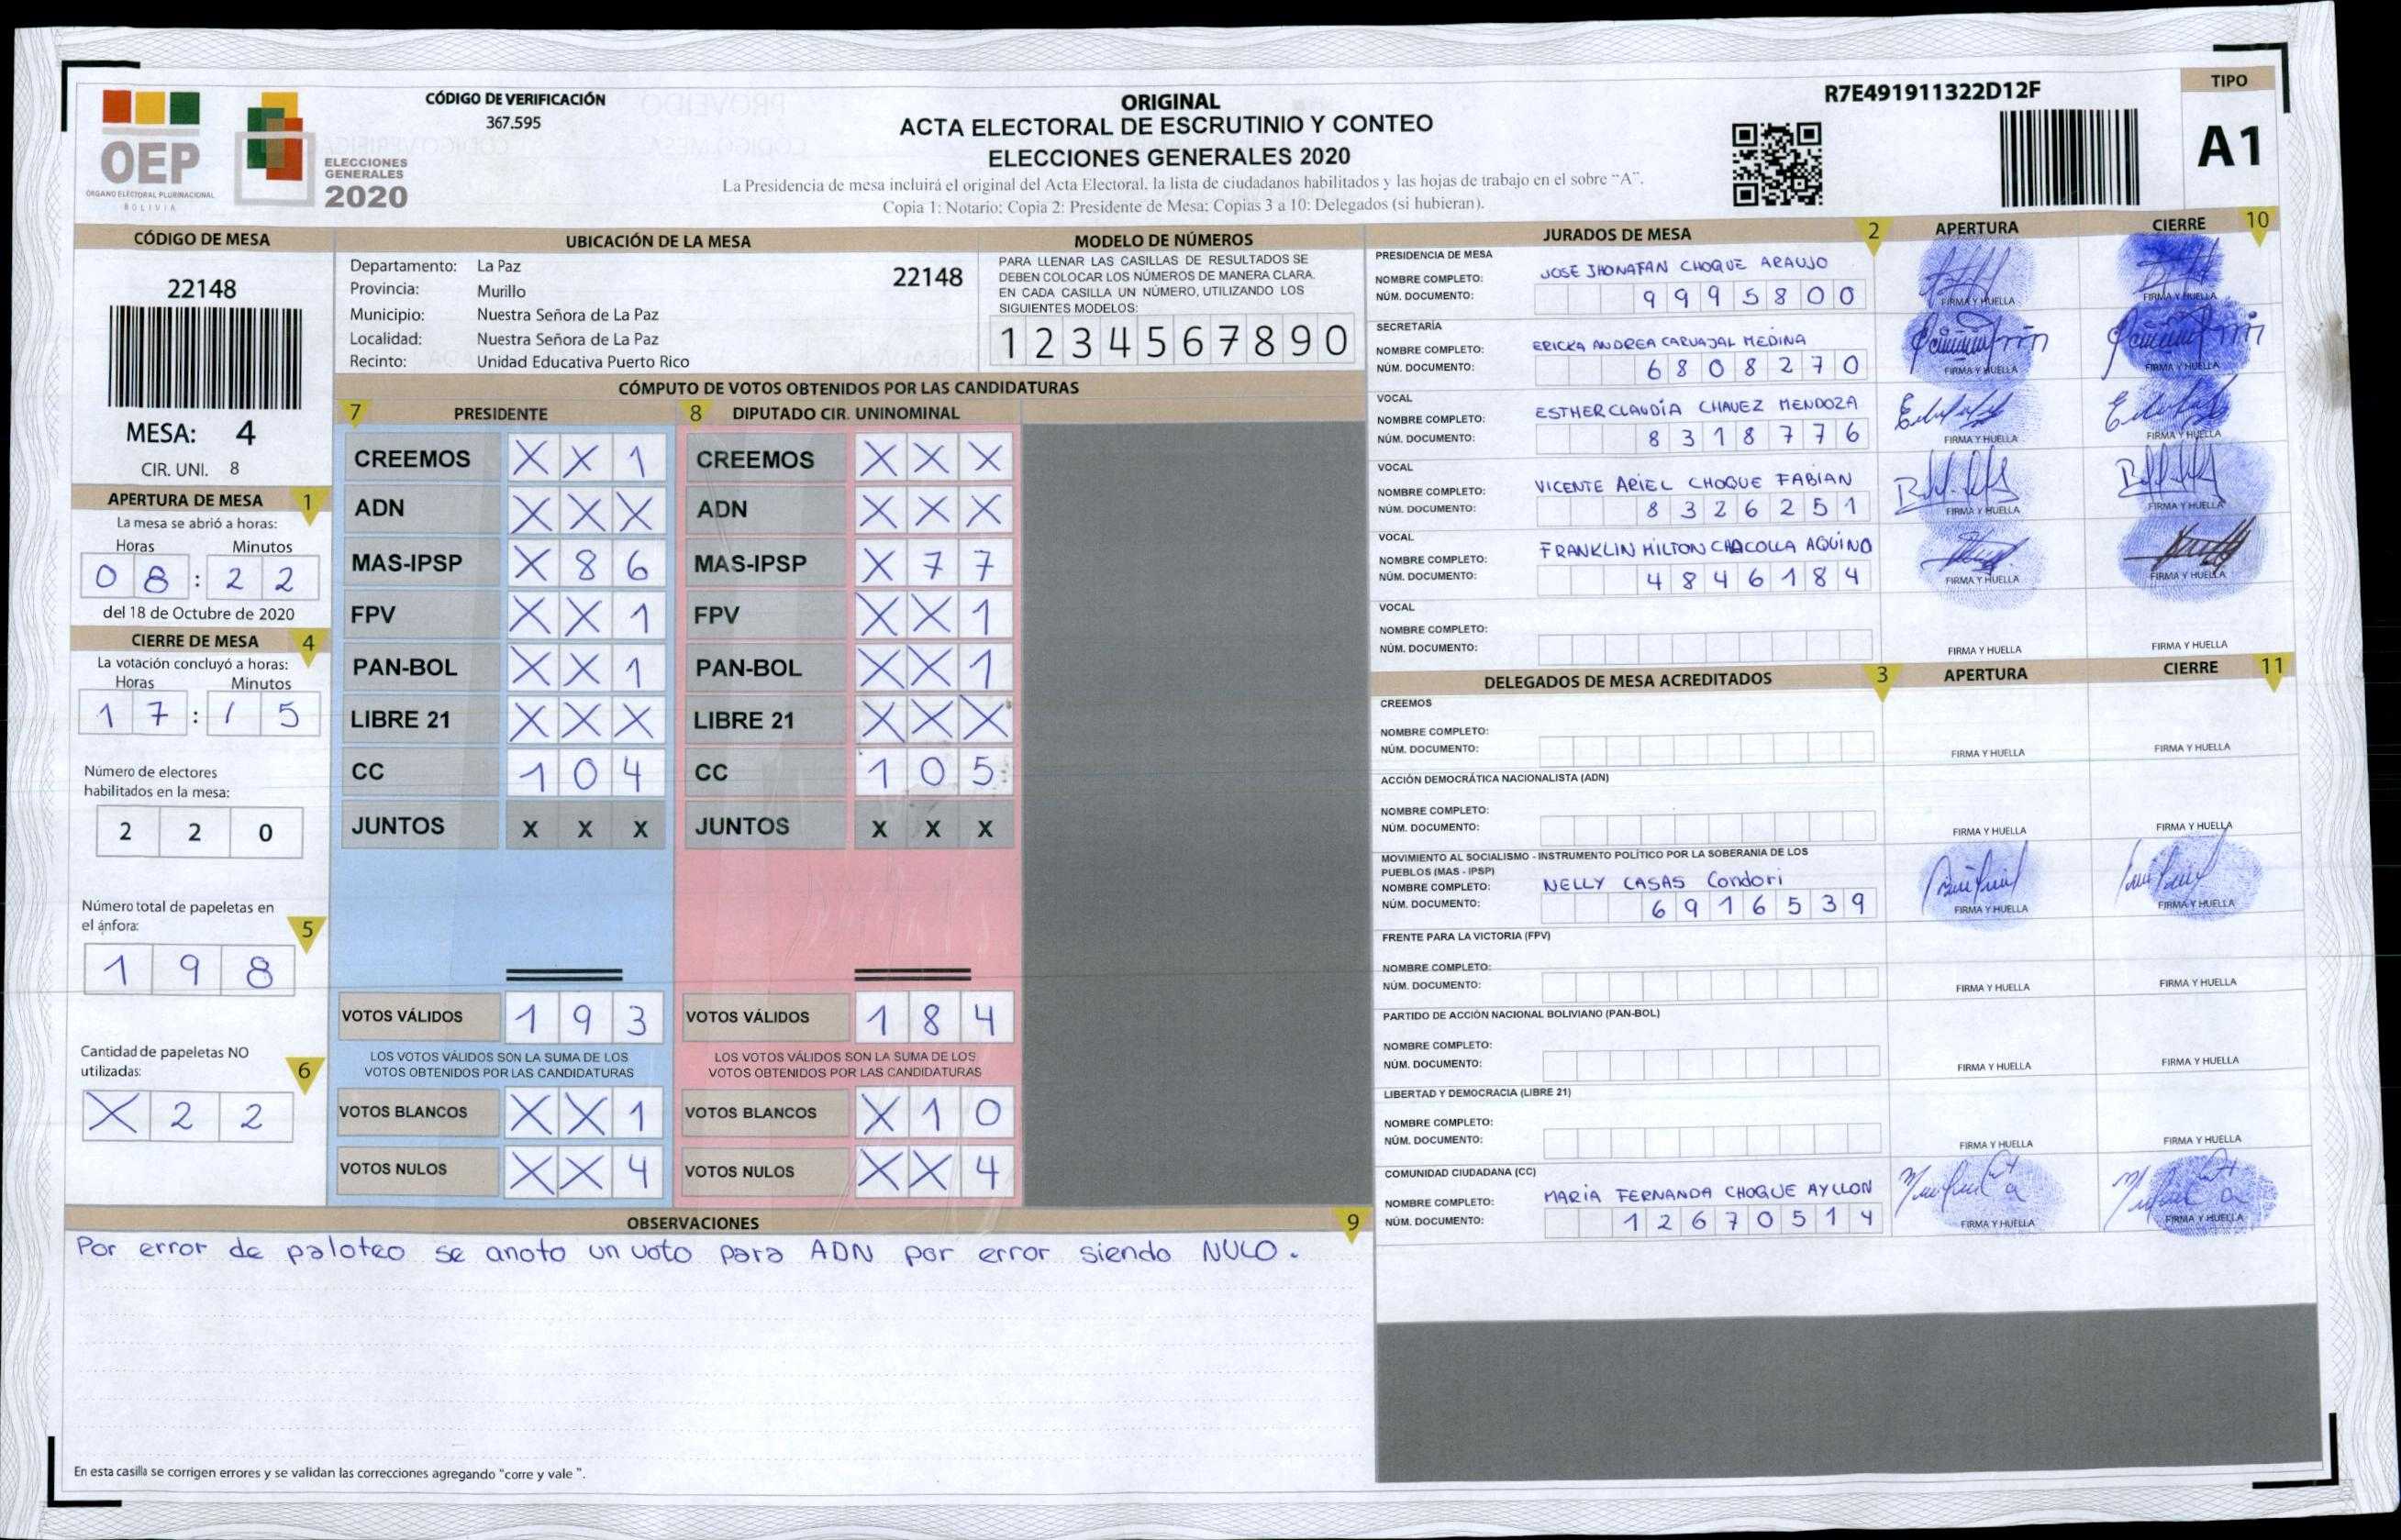 OEP
ÓRGANO ELECTORAL PLURINACIONAL
BOLIVIA
ELECCIONES
GENERALES
2020
CÓDIGO DE VERIFICACIÓN
367.595
ORIGINAL
ACTA ELECTORAL DE ESCRUTINIO Y CONTEO
ELECCIONES GENERALES 2020
La Presidencia de mesa incluirá el original del Acta Electoral, la lista de ciudadanos habilitados y las hojas de trabajo en el sobre “A”.
Copia 1: Notario; Copia 2: Presidente de Mesa; Copias 3 a 10: Delegados (si hubieran).
R7E491911322D12F
TIPO
A1
CÓDIGO DE MESA
22148
MESA: 4
CIR. UNI. 8
APERTURA DE MESA 1
La mesa se abrió a horas:
Horas Minutos
0 8 : 2 2
del 18 de Octubre de 2020
CIERRE DE MESA 4
La votación concluyó a horas:
Horas Minutos
1 7 : 1 5
Número de electores
habilitados en la mesa:
2 2 0
Número total de papeletas en
el ánfora: 5
1 9 8
Cantidad de papeletas NO
utilizadas: 6
X 2 2
UBICACIÓN DE LA MESA
Departamento: La Paz 22148
Provincia: Murillo
Municipio: Nuestra Señora de La Paz
Localidad: Nuestra Señora de La Paz
Recinto: Unidad Educativa Puerto Rico
MODELO DE NÚMEROS
PARA LLENAR LAS CASILLAS DE RESULTADOS SE
DEBEN COLOCAR LOS NÚMEROS DE MANERA CLARA.
EN CADA CASILLA UN NÚMERO, UTILIZANDO LOS
SIGUIENTES MODELOS:
1 2 3 4 5 6 7 8 9 0
CÓMPUTO DE VOTOS OBTENIDOS POR LAS CANDIDATURAS
7 PRESIDENTE 8 DIPUTADO CIR. UNINOMINAL
CREEMOS X X 1 CREEMOS X X X
ADN X X X ADN X X X
MAS-IPSP X 8 6 MAS-IPSP X 7 7
FPV X X 1 FPV X X 1
PAN-BOL X X 1 PAN-BOL X X 1
LIBRE 21 X X X LIBRE 21 X X X
CC 1 0 4 CC 1 0 5
JUNTOS X X X JUNTOS X X X
VOTOS VÁLIDOS 1 9 3 VOTOS VÁLIDOS 1 8 4
LOS VOTOS VÁLIDOS SON LA SUMA DE LOS LOS VOTOS VÁLIDOS SON LA SUMA DE LOS
VOTOS OBTENIDOS POR LAS CANDIDATURAS VOTOS OBTENIDOS POR LAS CANDIDATURAS
VOTOS BLANCOS X X 1 VOTOS BLANCOS X 1 0
VOTOS NULOS X X 4 VOTOS NULOS X X 4
OBSERVACIONES 9
Por error de paloteo se anoto un voto para ADN por error siendo NULO.
En esta casilla se corrigen errores y se validan las correcciones agregando "corre y vale ".
JURADOS DE MESA 2 APERTURA CIERRE 10
PRESIDENCIA DE MESA
NOMBRE COMPLETO: JOSE JHONATAN CHOQUE ARAUJO
NÚM. DOCUMENTO: 9 9 9 5 8 0 0 FIRMA Y HUELLA FIRMA Y HUELLA
SECRETARÍA
NOMBRE COMPLETO: ERICKA ANDREA CARVAJAL MEDINA
NÚM. DOCUMENTO: 6 8 0 8 2 7 0 FIRMA Y HUELLA FIRMA Y HUELLA
VOCAL
NOMBRE COMPLETO: ESTHER CLAUDÍA CHAVEZ MENDOZA
NÚM. DOCUMENTO: 8 3 1 8 7 7 6 FIRMA Y HUELLA FIRMA Y HUELLA
VOCAL
NOMBRE COMPLETO: VICENTE ARIEL CHOQUE FABIAN
NÚM. DOCUMENTO: 8 3 2 6 2 5 1 FIRMA Y HUELLA FIRMA Y HUELLA
VOCAL
NOMBRE COMPLETO: FRANKLIN MILTON CHACOLLA AQUINO
NÚM. DOCUMENTO: 4 8 4 6 1 8 4 FIRMA Y HUELLA FIRMA Y HUELLA
VOCAL
NOMBRE COMPLETO:
NÚM. DOCUMENTO: FIRMA Y HUELLA FIRMA Y HUELLA
DELEGADOS DE MESA ACREDITADOS 3 APERTURA CIERRE 11
CREEMOS
NOMBRE COMPLETO:
NÚM. DOCUMENTO: FIRMA Y HUELLA FIRMA Y HUELLA
ACCIÓN DEMOCRÁTICA NACIONALISTA (ADN)
NOMBRE COMPLETO:
NÚM. DOCUMENTO: FIRMA Y HUELLA FIRMA Y HUELLA
MOVIMIENTO AL SOCIALISMO - INSTRUMENTO POLÍTICO POR LA SOBERANIA DE LOS
PUEBLOS (MAS - IPSP)
NOMBRE COMPLETO: NELLY CASAS Condori
NÚM. DOCUMENTO: 6 9 1 6 5 3 9 FIRMA Y HUELLA FIRMA Y HUELLA
FRENTE PARA LA VICTORIA (FPV)
NOMBRE COMPLETO:
NÚM. DOCUMENTO: FIRMA Y HUELLA FIRMA Y HUELLA
PARTIDO DE ACCIÓN NACIONAL BOLIVIANO (PAN-BOL)
NOMBRE COMPLETO:
NÚM. DOCUMENTO: FIRMA Y HUELLA FIRMA Y HUELLA
LIBERTAD Y DEMOCRACIA (LIBRE 21)
NOMBRE COMPLETO:
NÚM. DOCUMENTO: FIRMA Y HUELLA FIRMA Y HUELLA
COMUNIDAD CIUDADANA (CC)
NOMBRE COMPLETO: MARIA FERNANDA CHOQUE AYLLON
NÚM. DOCUMENTO: 1 2 6 7 0 5 1 4 FIRMA Y HUELLA FIRMA Y HUELLA